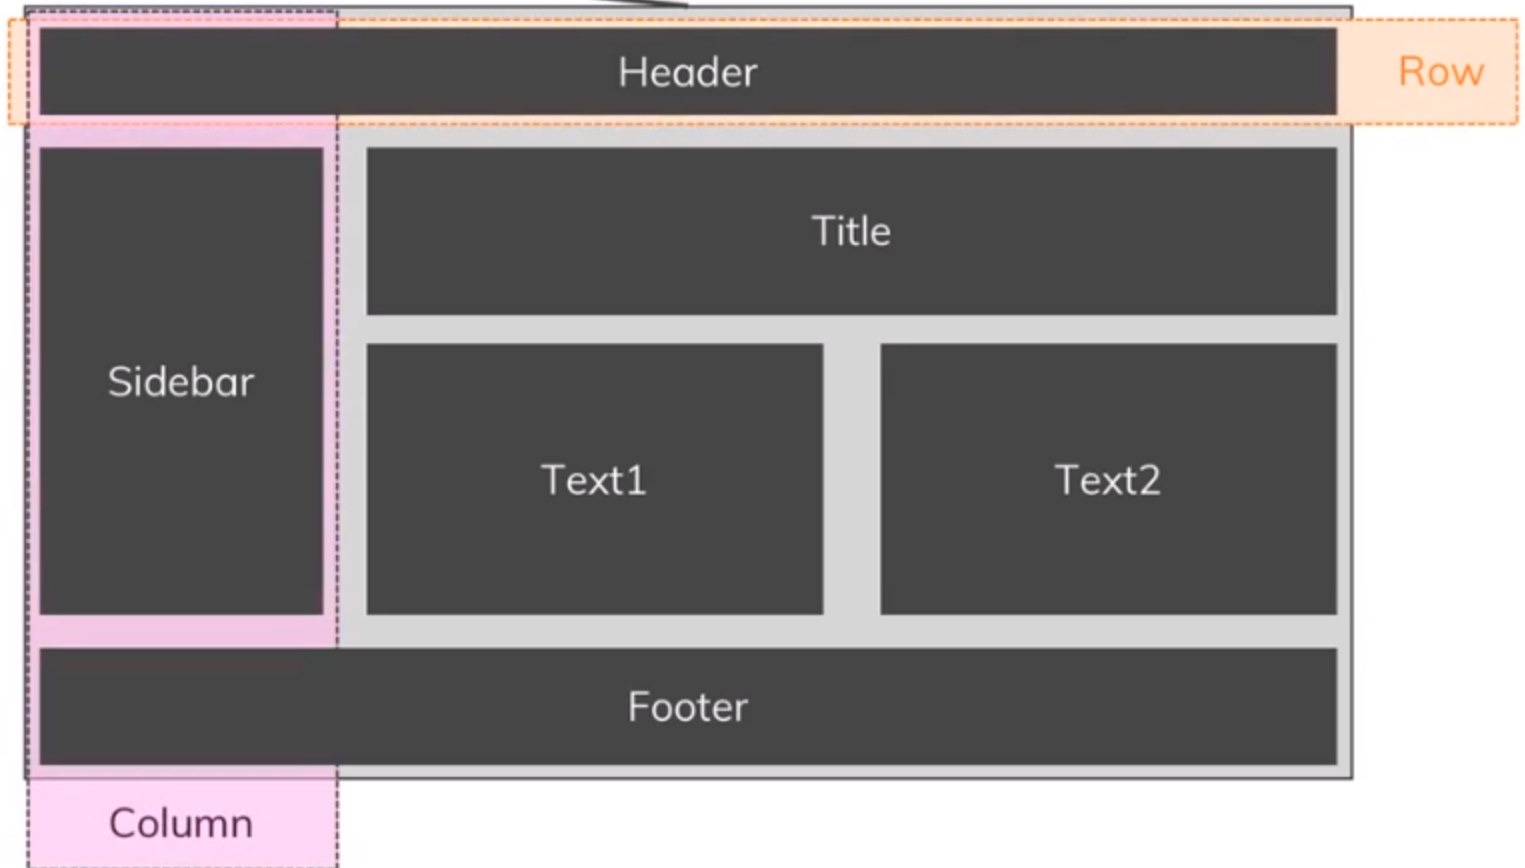 Header
Row
Title
Sidebar
Text1
Text2
Footer
Column